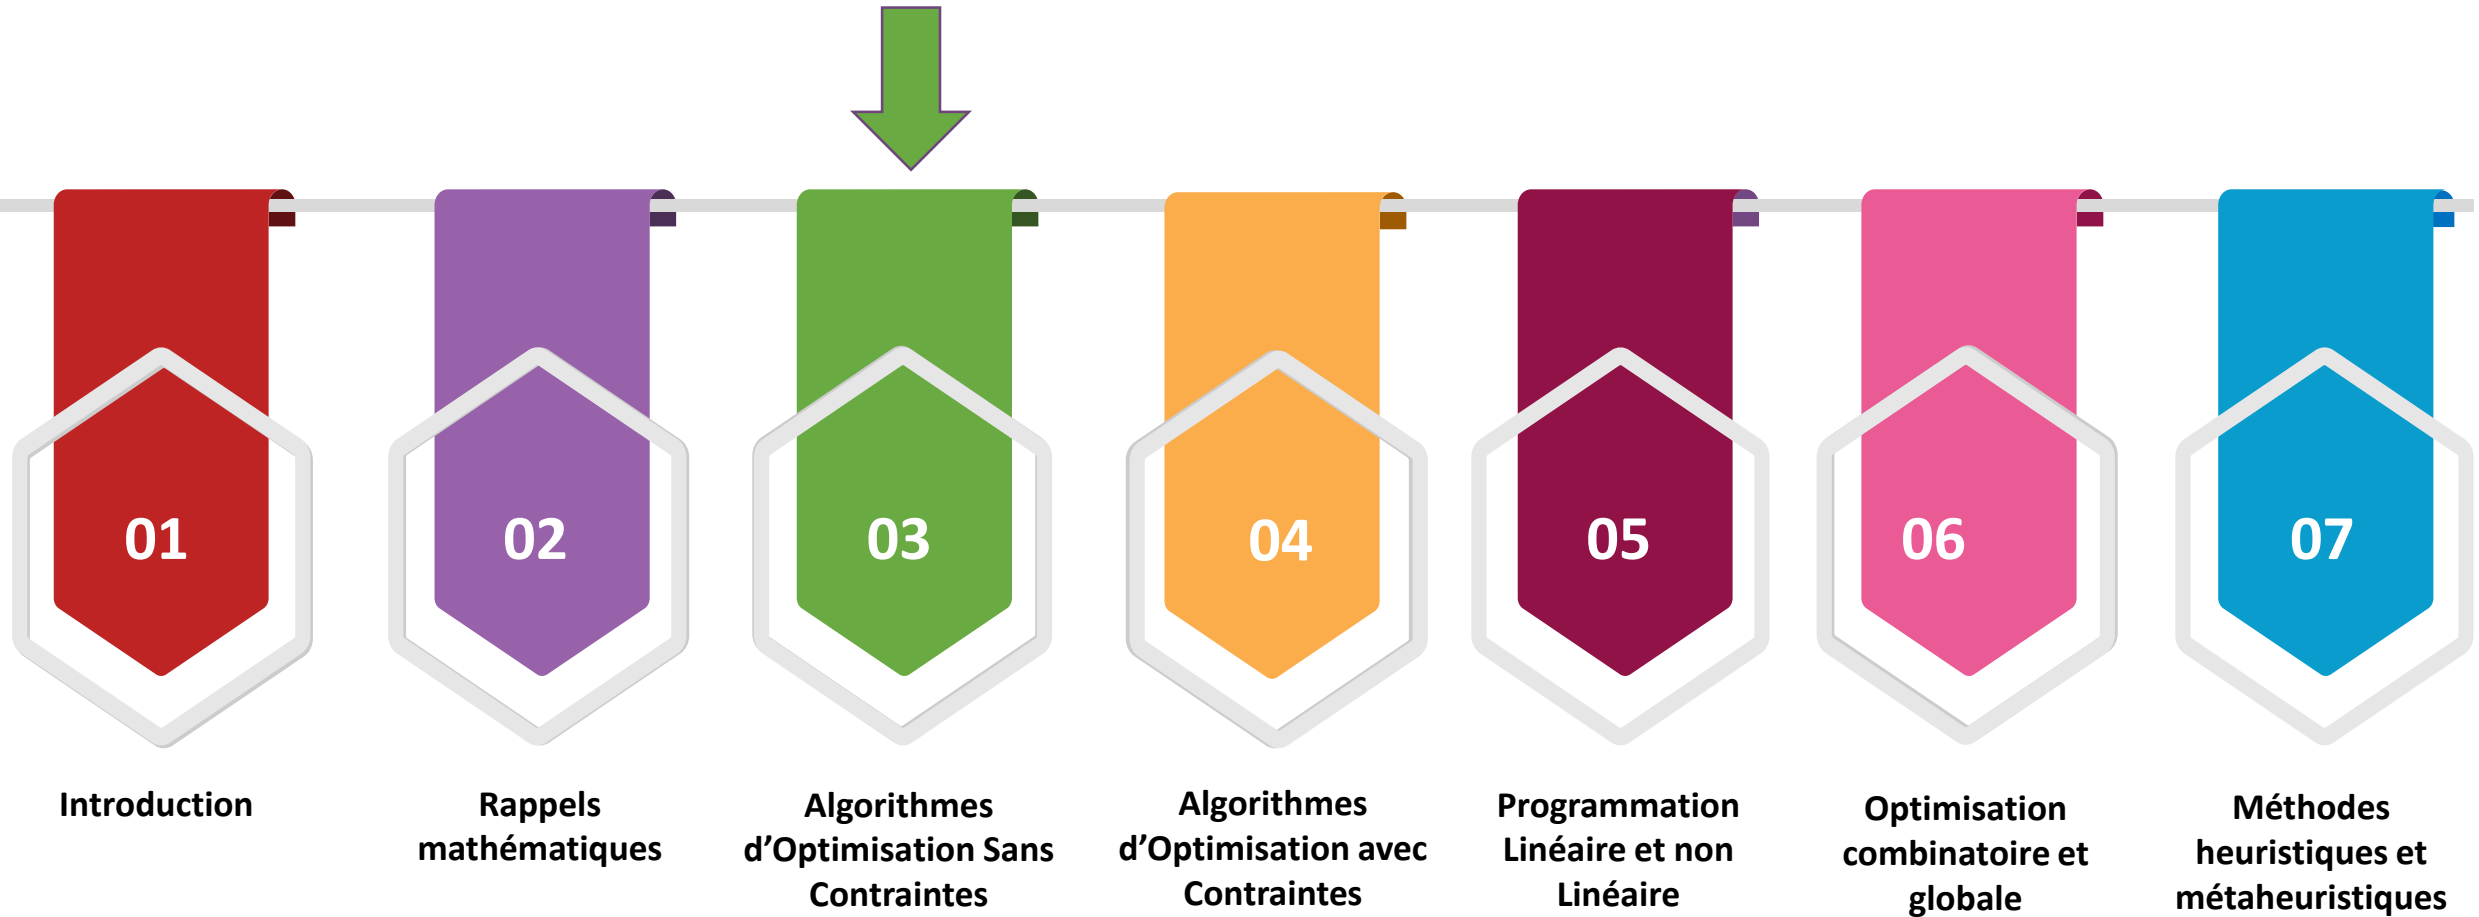 01
02
03
04
05
06
07
Introduction
Rappels
mathématiques
Algorithmes
d’Optimisation Sans
Contraintes
Algorithmes
d’Optimisation avec
Contraintes
Programmation
Linéaire et non
Linéaire
Optimisation
combinatoire et
globale
Méthodes
heuristiques et
métaheuristiques